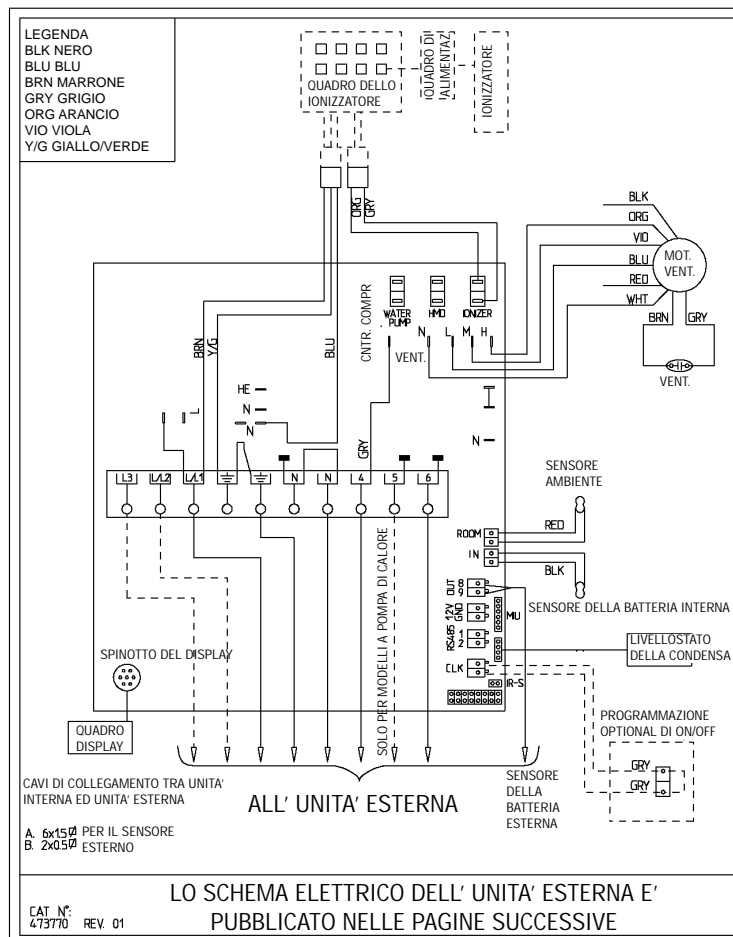 LEGENDA
BLK NERO
BLU BLU
BRN MARRONE
GRY GRIGIO
ORG ARANCIO
VIO VIOLA
Y/G GIALLO/VERDE
QUADRO DELLO
IONIZZATORE
QUADRO DI
ALIMENTAZ
IONIZZATORE
ORG
GRY
BLK
ORG
VIO
BLU
RED
WHT
MOT.
VENT.
BRN
GRY
VENT.
BRN
Y/G
BLU
CNTR. COMPR
WATER
PUMP
HMD
IONIZER
N
L
M
H
VENT.
L
HE
N
N
GRY
N
L3
L/L2
L/L1
N
N
4
5
6
SENSORE
AMBIENTE
ROOM
RED
IN
BLK
SENSORE DELLA BATTERIA INTERNA
OUT
8
9
12V
GND
MIU
RS485
1
2
CLK
IR-S
LIVELLOSTATO
DELLA CONDENSA
SOLO PER MODELLI A POMPA DI CALORE
SPINOTTO DEL DISPLAY
QUADRO
DISPLAY
PROGRAMMAZIONE
OPTIONAL DI ON/OFF
GRY
GRY
CAVI DI COLLEGAMENTO TRA UNITA'
INTERNA ED UNITA' ESTERNA
ALL' UNITA' ESTERNA
SENSORE
DELLA
BATTERIA
ESTERNA
A. 6x1.5 PER IL SENSORE
B. 2x0.5 ESTERNO
CAT N°:
473770 REV. 01
LO SCHEMA ELETTRICO DELL' UNITA' ESTERNA E'
PUBBLICATO NELLE PAGINE SUCCESSIVE